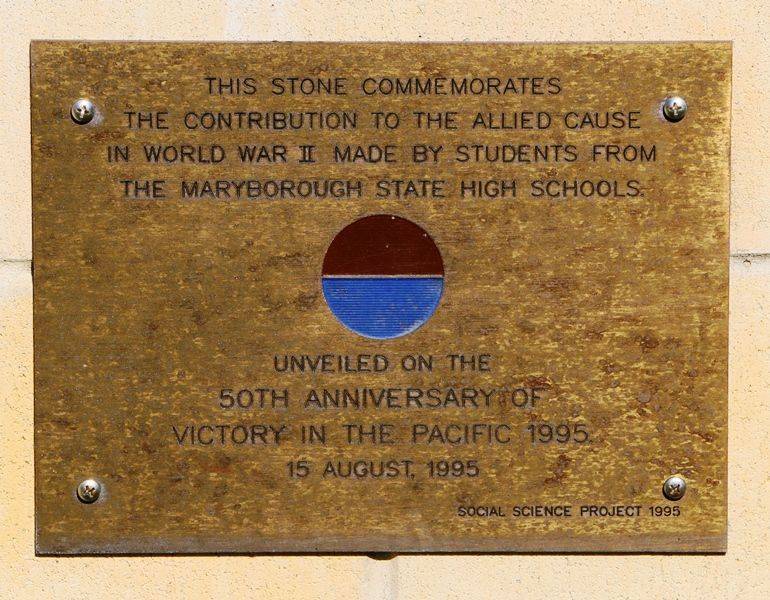 THIS STONE COMMEMORATES
THE CONTRIBUTION TO THE ALLIED CAUSE
IN WORLD WAR II MADE BY STUDENTS FROM
THE MARYBOROUGH STATE HIGH SCHOOLS.
UNVEILED ON THE
50TH ANNIVERSARY OF
VICTORY IN THE PACIFIC 1995.
15 AUGUST, 1995
SOCIAL SCIENCE PROJECT 1995